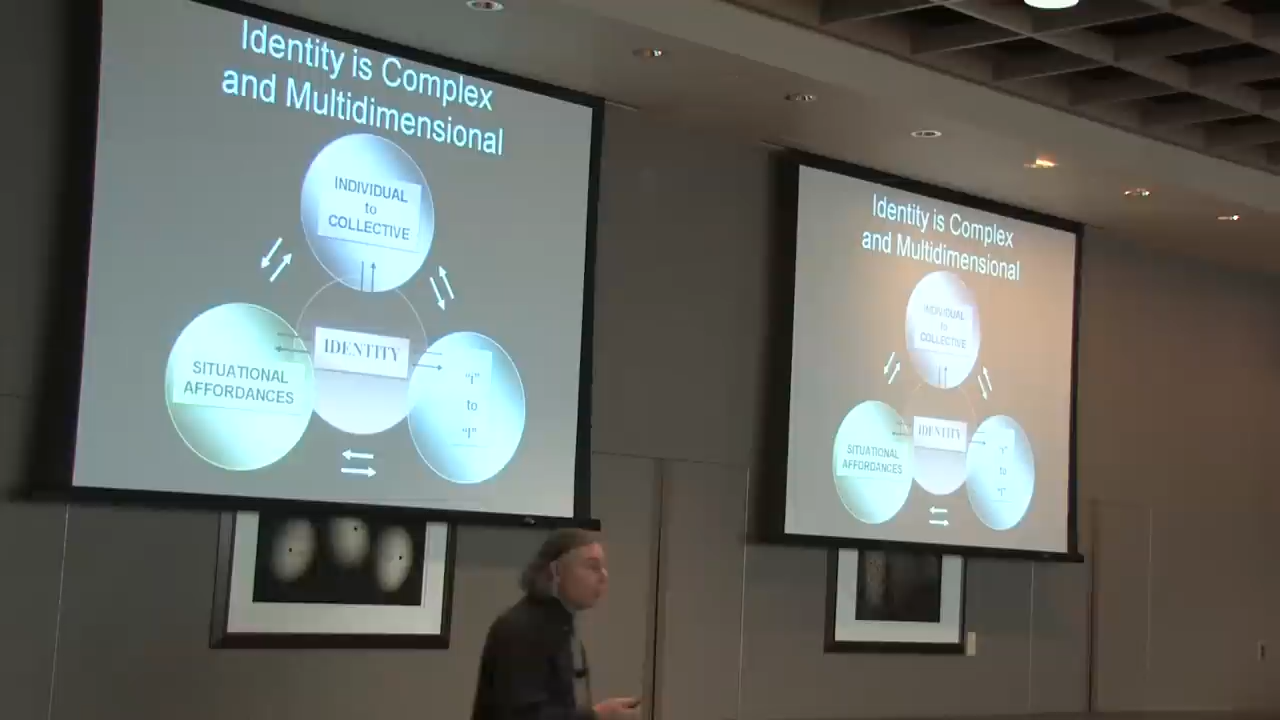 Identity is Complex
and Multidimensional
INDIVIDUAL
to
COLLECTIVE
IDENTITY
SITUATIONAL
AFFORDANCES
"i"
to
"I"
Identity is Complex
and Multidimensional
INDIVIDUAL
to
COLLECTIVE
IDENTITY
SITUATIONAL
AFFORDANCES
"i"
to
"I"